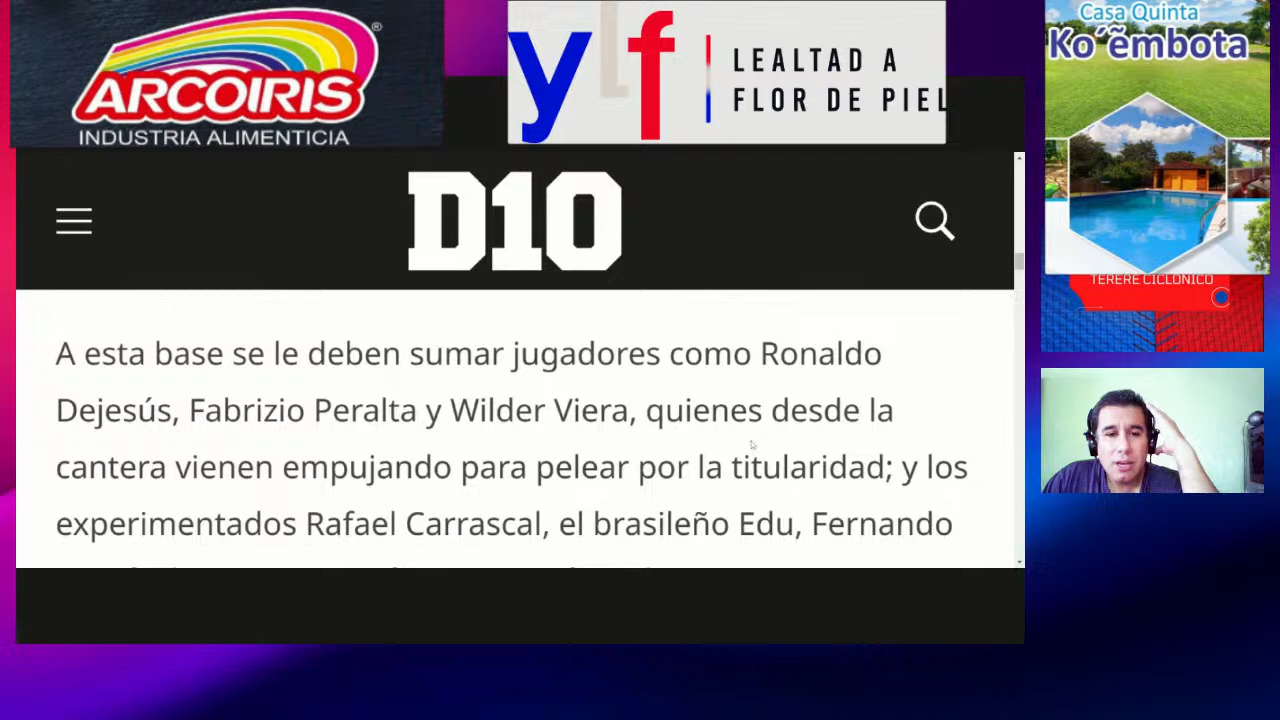 ARCOIRIS
®
INDUSTRIA ALIMENTICIA
yf
LEALTAD A
FLOR DE PIEL
Casa Quinta
Ko´ẽmbota
TERERE CICLONICO
D10
A esta base se le deben sumar jugadores como Ronaldo
Dejesús, Fabrizio Peralta y Wilder Viera, quienes desde la
cantera vienen empujando para pelear por la titularidad; y los
experimentados Rafael Carrascal, el brasileño Edu, Fernando